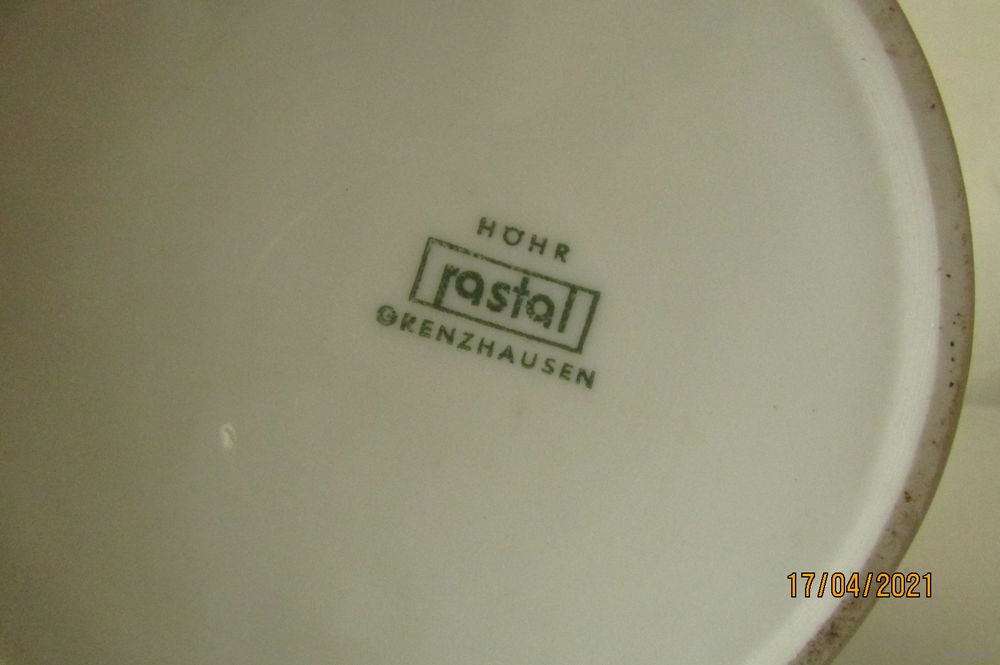 HÖHR
rastal
GRENZHAUSEN
17/04/2021